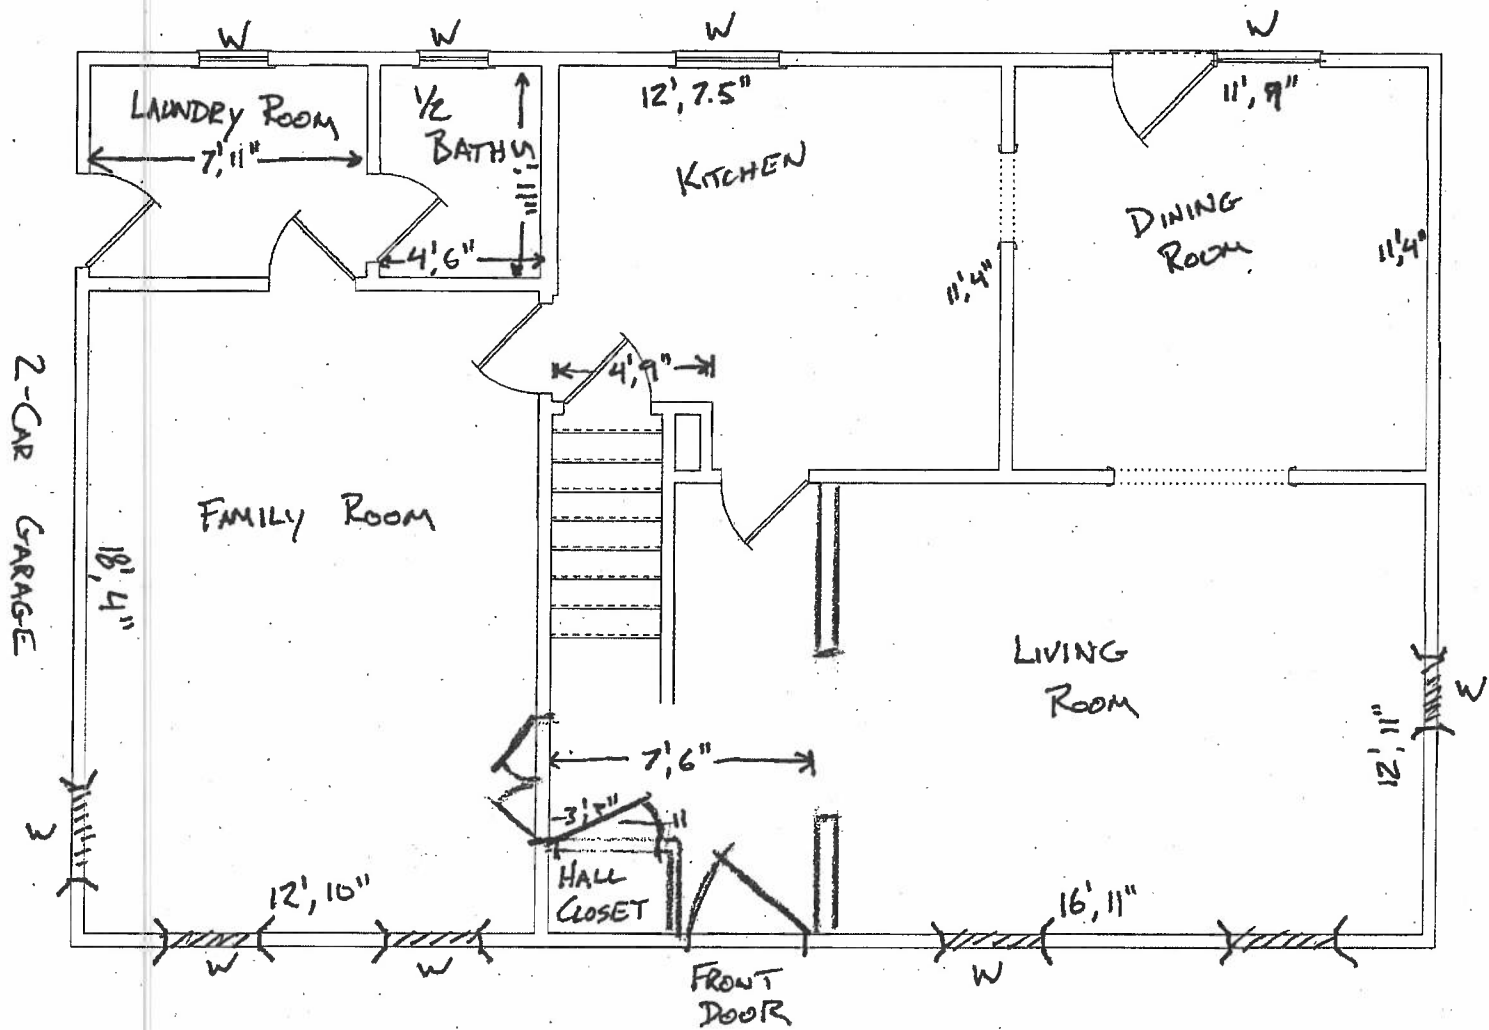 W
W
W
W
LAUNDRY ROOM
7', 11"
1/2
BATH
4', 6"
12', 7.5"
KITCHEN
11', 4"
11', 9"
DINING
ROOM
11', 4"
4', 9"
2-CAR GARAGE
FAMILY ROOM
18', 4"
LIVING
ROOM
W
12', 11"
7', 6"
W
HALL
CLOSET
12', 10"
16', 11"
W
W
W
FRONT
DOOR